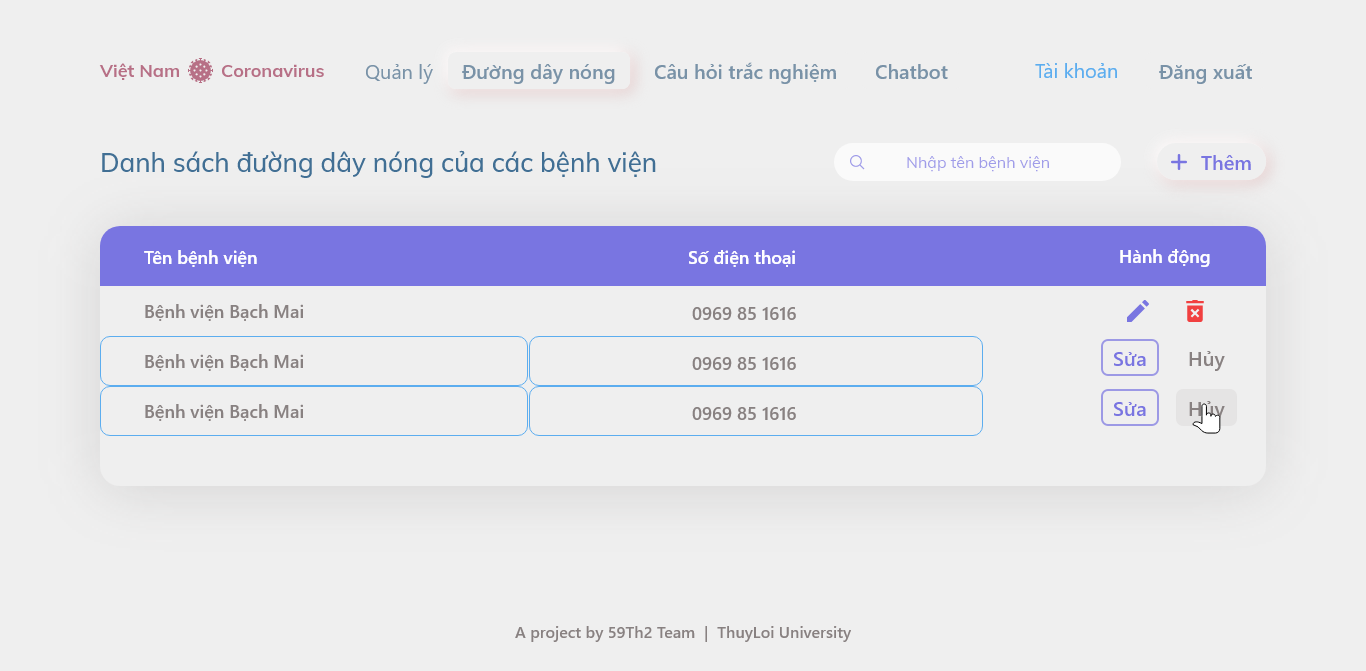 Việt Nam Coronavirus Quản lý Đường dây nóng Câu hỏi trắc nghiệm Chatbot Tài khoản Đăng xuất
Danh sách đường dây nóng của các bệnh viện Nhập tên bệnh viện + Thêm
Tên bệnh viện Số điện thoại Hành động
Bệnh viện Bạch Mai 0969 85 1616
Bệnh viện Bạch Mai 0969 85 1616 Sửa Hủy
Bệnh viện Bạch Mai 0969 85 1616 Sửa Hủy
A project by 59Th2 Team | ThuyLoi University